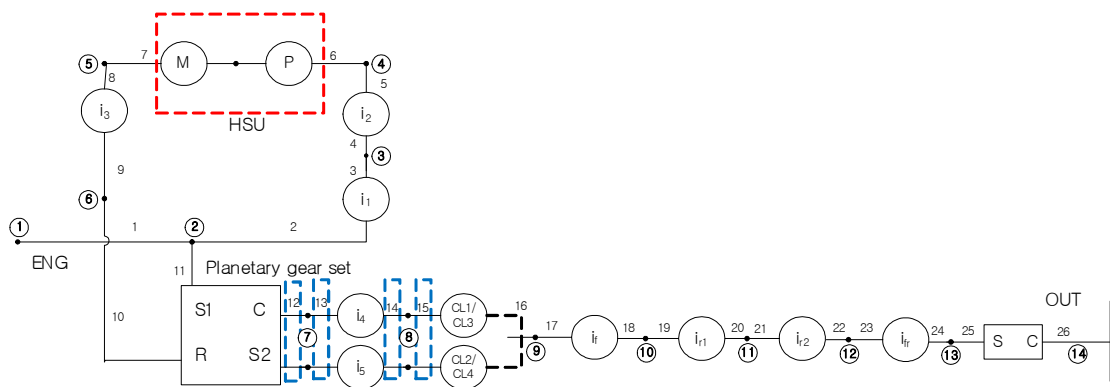 5 7 M P 6 4
8 5
i3 i2
HSU
4
3
9 3
6 i1
1 2 1 2
ENG
11 Planetary gear set
S1 C 12 13 i4 14 15 CL1/ CL3 16 OUT
10 7 8 9 17 if 18 10 19 ir1 20 11 21 ir2 22 12 23 ifr 24 13 25 S C 26 14
R S2 i5 CL2/ CL4